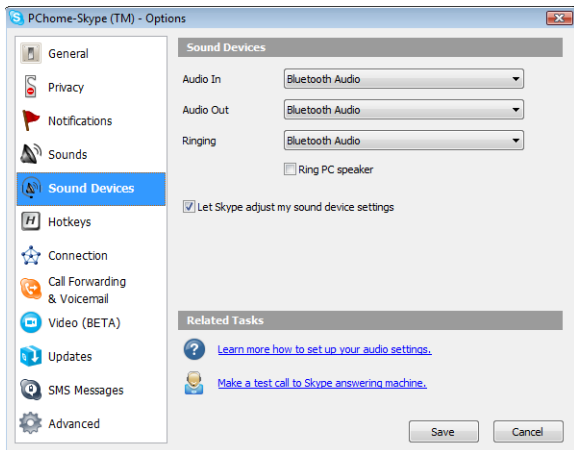 PChome-Skype (TM) - Options
General
Privacy
Notifications
Sounds
Sound Devices
Hotkeys
Connection
Call Forwarding
& Voicemail
Video (BETA)
Updates
SMS Messages
Advanced
Sound Devices
Audio In Bluetooth Audio
Audio Out Bluetooth Audio
Ringing Bluetooth Audio
Ring PC speaker
Let Skype adjust my sound device settings
Related Tasks
Learn more how to set up your audio settings.
Make a test call to Skype answering machine.
Save Cancel